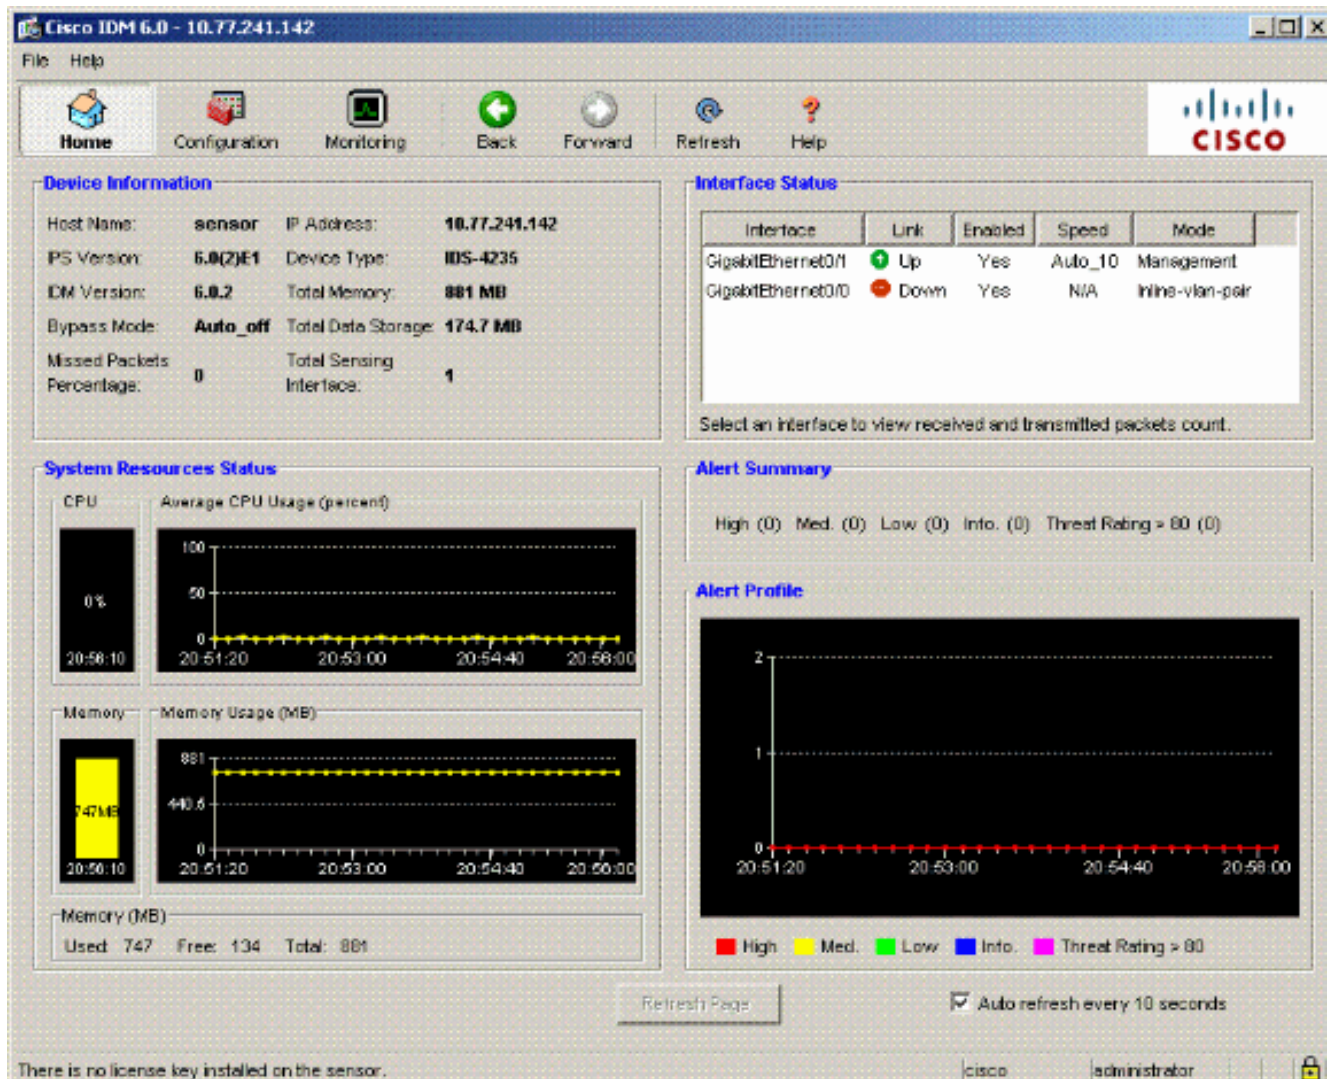 Cisco IDM 6.0 - 10.77.241.142
File Help
Home Configuration Monitoring Back Forward Refresh Help
CISCO
Device Information
Host Name: sensor IP Address: 10.77.241.142
IPS Version: 6.0(2)E1 Device Type: IDS-4235
IDM Version: 6.0.2 Total Memory: 881 MB
Bypass Mode: Auto_off Total Data Storage: 174.7 MB
Missed Packets Percentage: 0 Total Sensing Interface: 1
Interface Status
Interface Link Enabled Speed Mode
GigabitEthernet0/1 Up Yes Auto_10 Management
GigabitEthernet0/0 Down Yes N/A Inline-vlan-pair
Select an interface to view received and transmitted packets count.
System Resources Status
CPU
0%
20:56:10
Average CPU Usage (percent)
100
50
0
20:51:20 20:53:00 20:54:40 20:56:00
Memory
747MB
20:56:10
Memory Usage (MB)
881
440.5
0
20:51:20 20:53:00 20:54:40 20:56:00
Memory (MB)
Used: 747 Free: 134 Total: 881
Alert Summary
High (0) Med. (0) Low (0) Info. (0) Threat Rating > 80 (0)
Alert Profile
2
1
0
20:51:20 20:53:00 20:54:40 20:56:00
High Med. Low Info. Threat Rating > 80
Refresh Page
Auto refresh every 10 seconds
There is no license key installed on the sensor.
cisco administrator